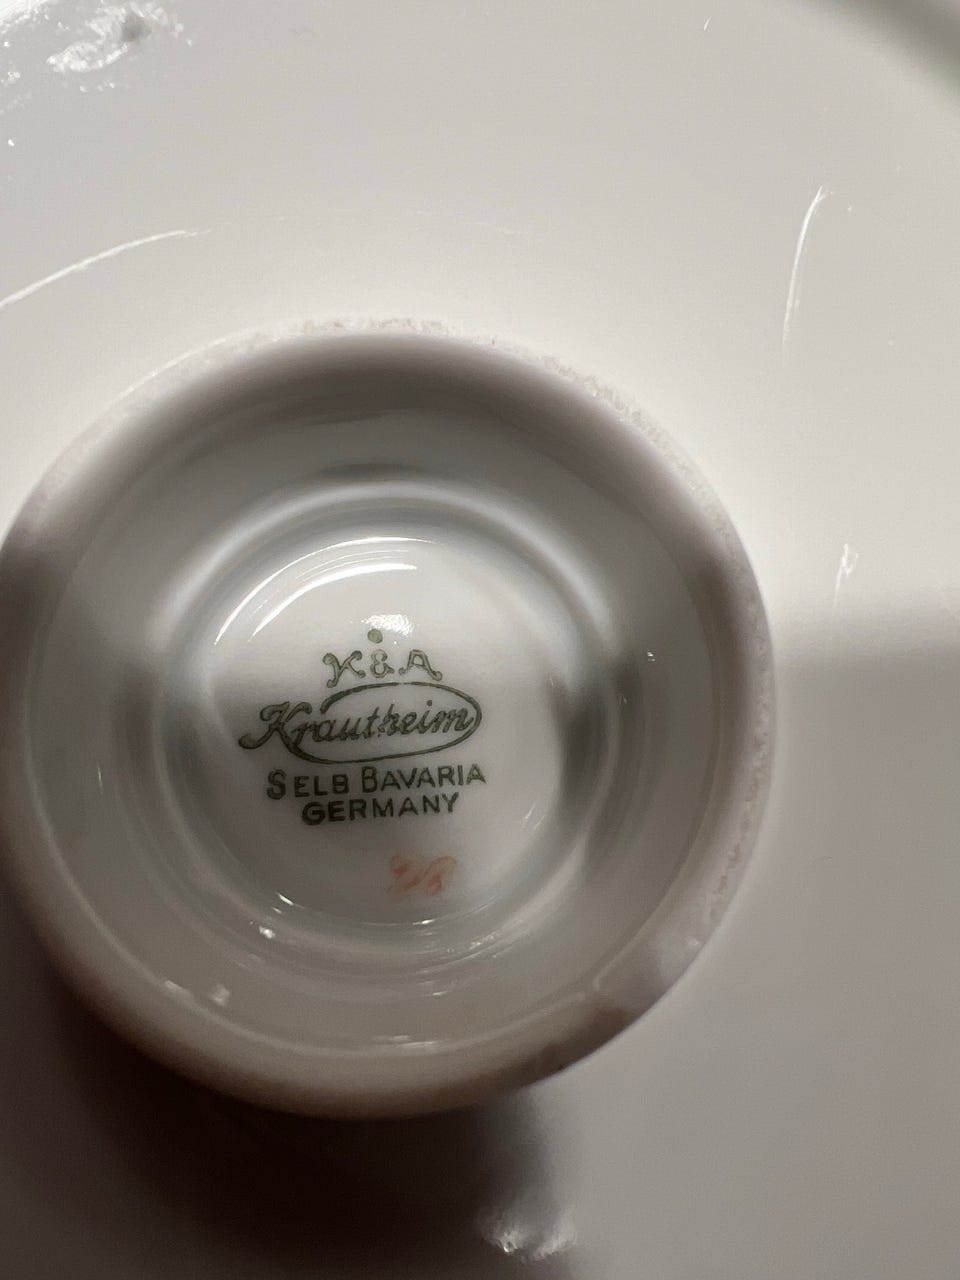 K&A
Krautheim
SELB BAVARIA
GERMANY